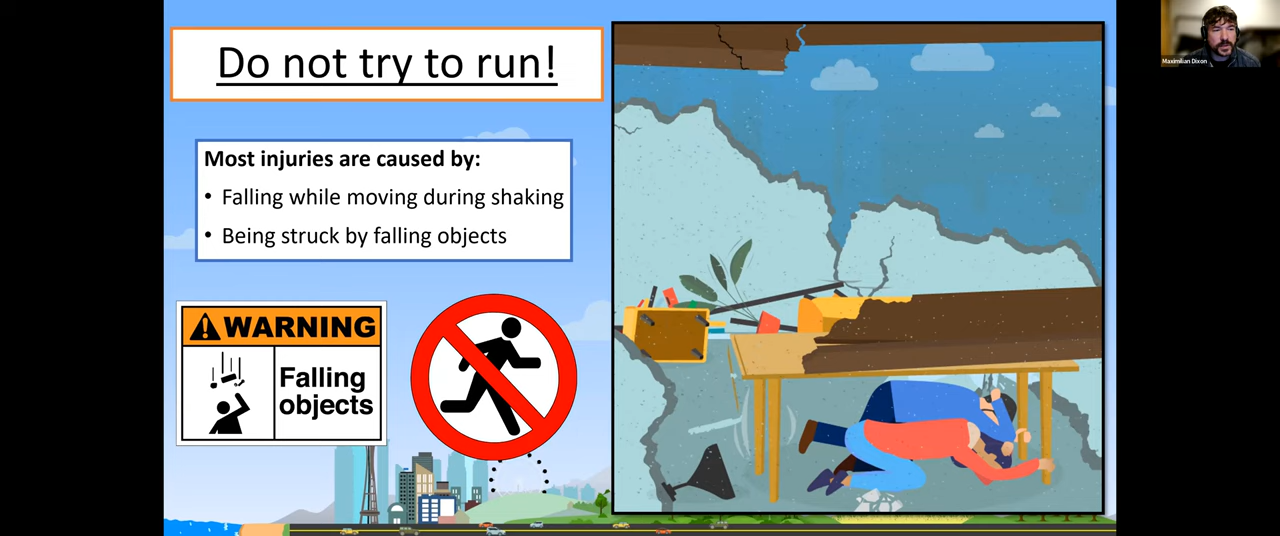 Do not try to run!
Most injuries are caused by:
• Falling while moving during shaking
• Being struck by falling objects
WARNING
Falling
objects
Maximilian Dixon